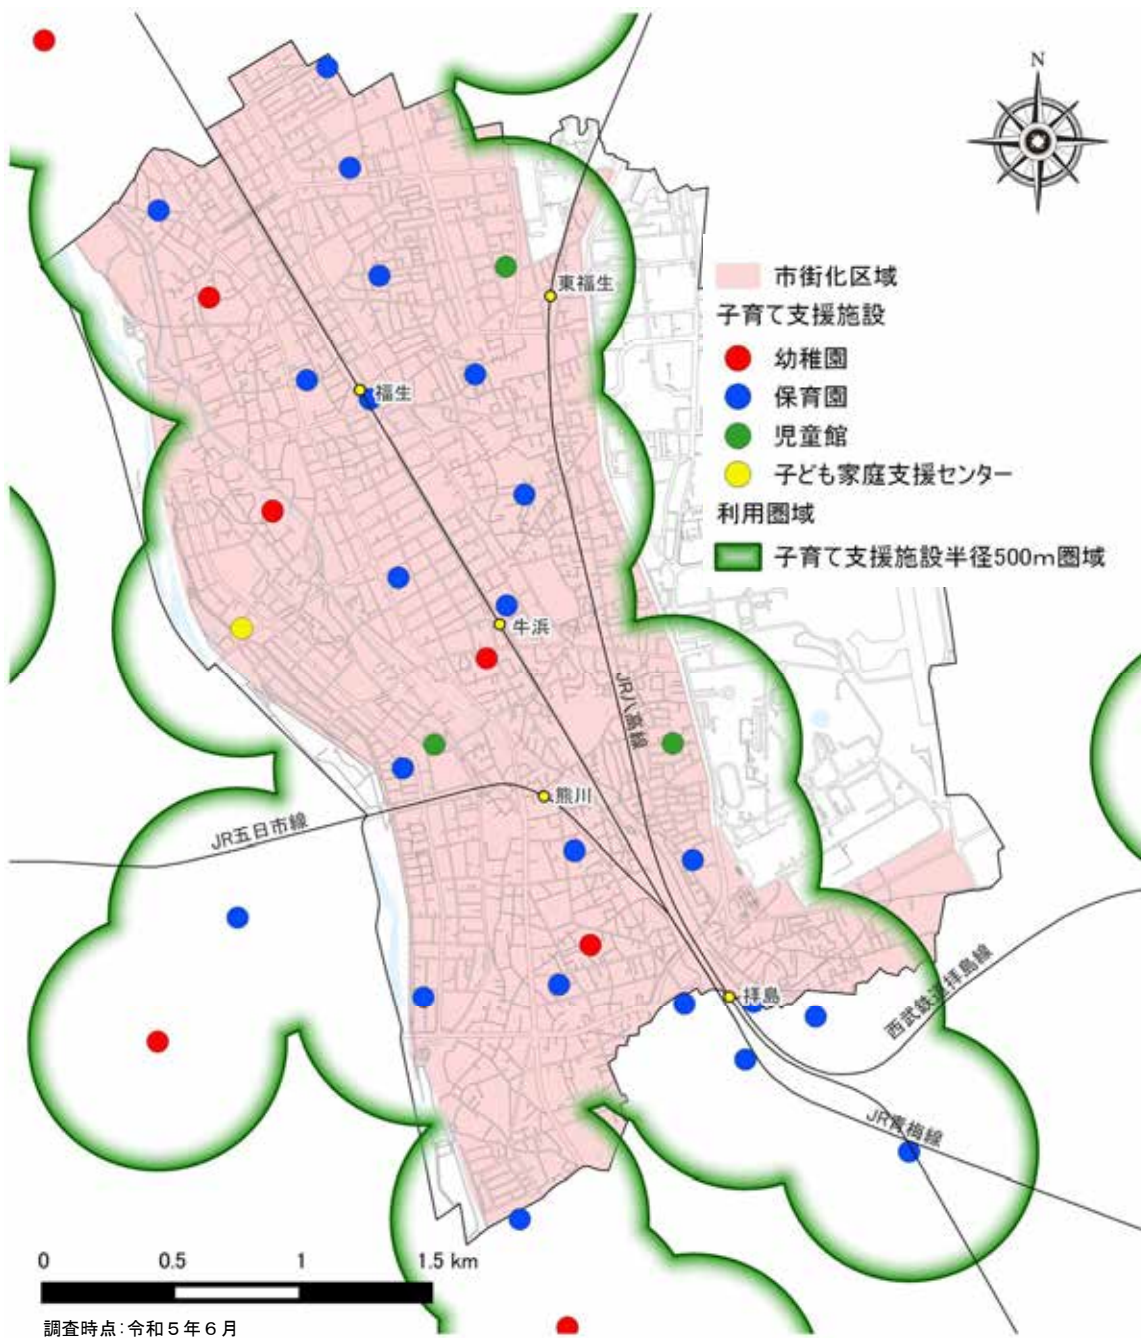 N
市街化区域
子育て支援施設
幼稚園
保育園
児童館
子ども家庭支援センター
利用圏域
子育て支援施設半径500m圏域
東福生
福生
牛浜
JR八高線
熊川
JR五日市線
拝島
西武鉄道拝島線
JR青梅線
0 0.5 1 1.5 km
調査時点:令和5年6月